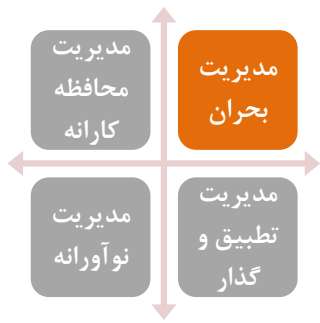 مدیریت
بحران
مدیریت
محافظه
کارانه
مدیریت
تطبیق و
گذار
مدیریت
نوآورانه